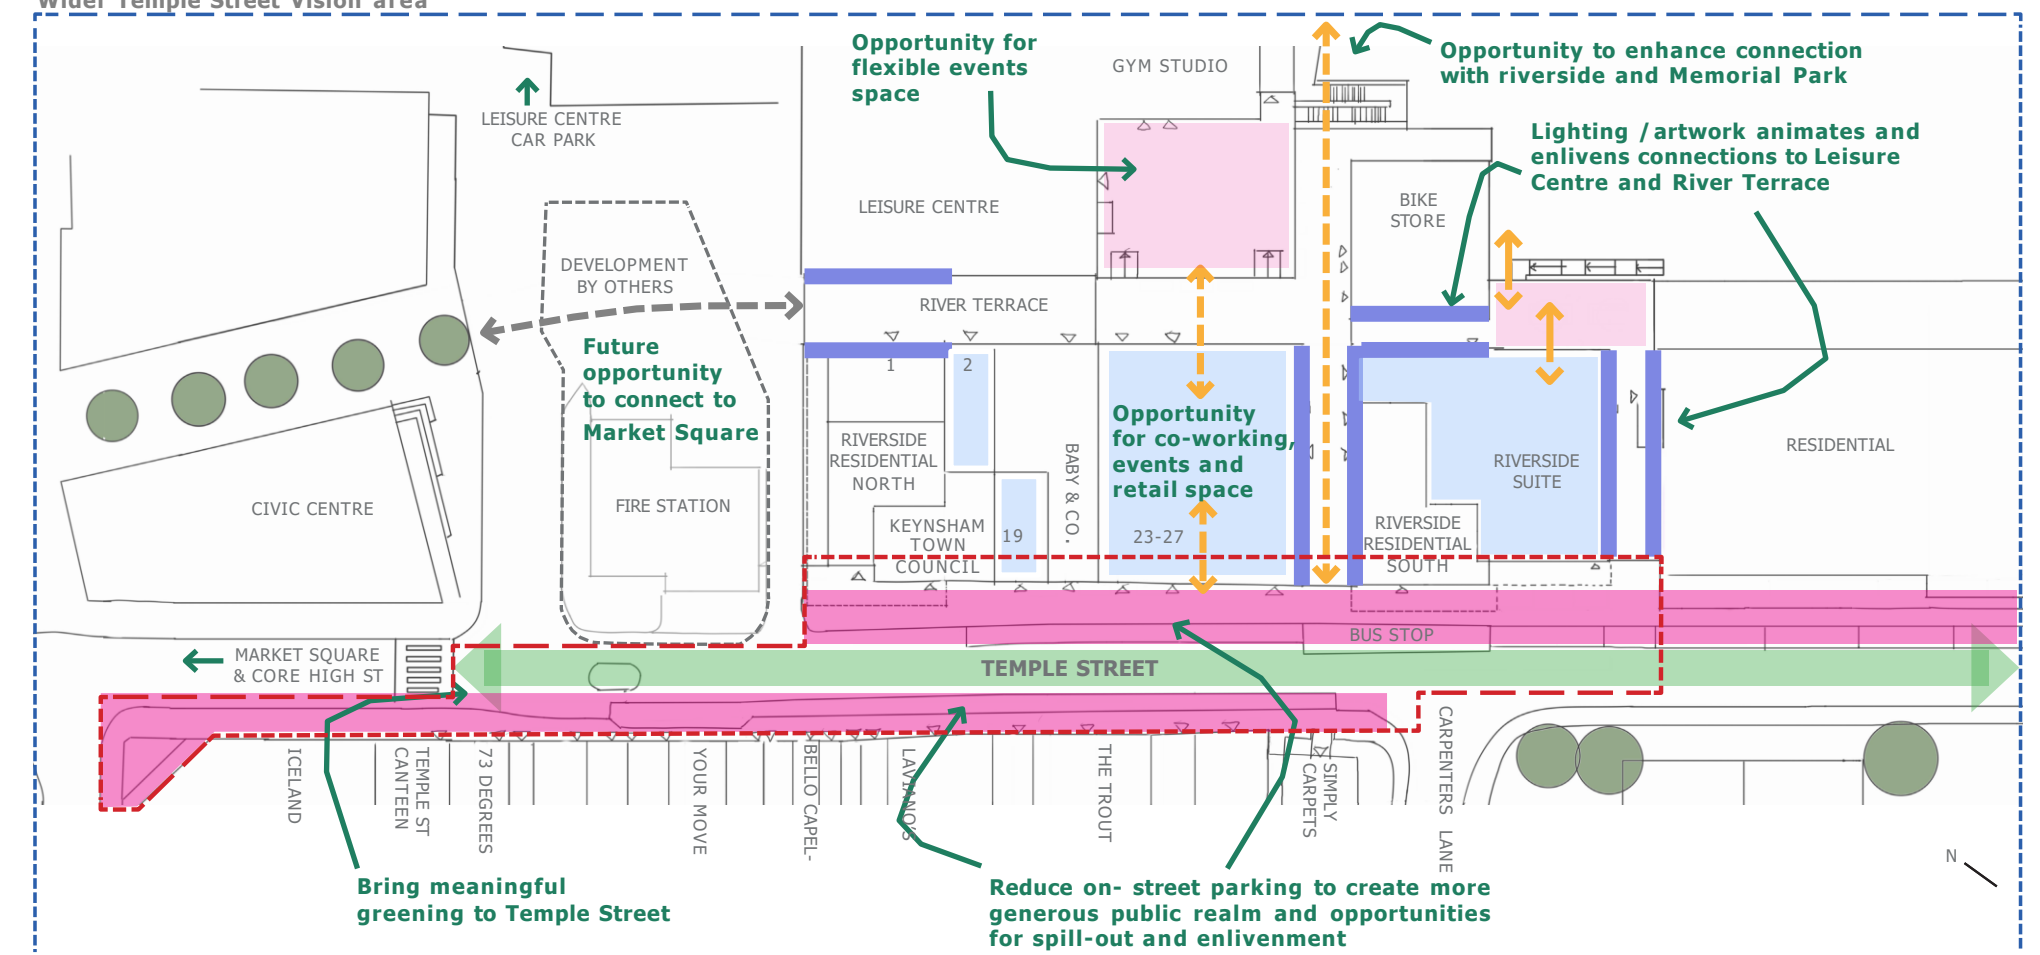 Wider Temple Street Vision area
Opportunity for
flexible events
space
GYM STUDIO
Opportunity to enhance connection
with riverside and Memorial Park
LEISURE CENTRE
CAR PARK
Lighting / artwork animates and
enlivens connections to Leisure
Centre and River Terrace
LEISURE CENTRE
BIKE
STORE
DEVELOPMENT
BY OTHERS
RIVER TERRACE
Future
opportunity
to connect to
Market Square
1
2
Opportunity
for co-working,
events and
retail space
RIVERSIDE
RESIDENTIAL
NORTH
BABY & CO.
RIVERSIDE
SUITE
RESIDENTIAL
CIVIC CENTRE
FIRE STATION
KEYNSHAM
TOWN
COUNCIL
19
23-27
RIVERSIDE
RESIDENTIAL
SOUTH
BUS STOP
MARKET SQUARE
& CORE HIGH ST
TEMPLE STREET
ICELAND
TEMPLE ST
CANTEEN
73 DEGREES
YOUR MOVE
BELLO CAPEL-
LAVIANO'S
THE TROUT
SIMPLY
CARPETS
CARPENTERS LANE
N
Bring meaningful
greening to Temple Street
Reduce on- street parking to create more
generous public realm and opportunities
for spill-out and enlivenment